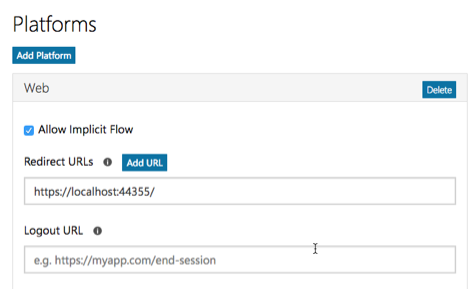 Platforms
Add Platform
Web Delete
Allow Implicit Flow
Redirect URLs Add URL
https://localhost:44355/
Logout URL
e.g. https://myapp.com/end-session